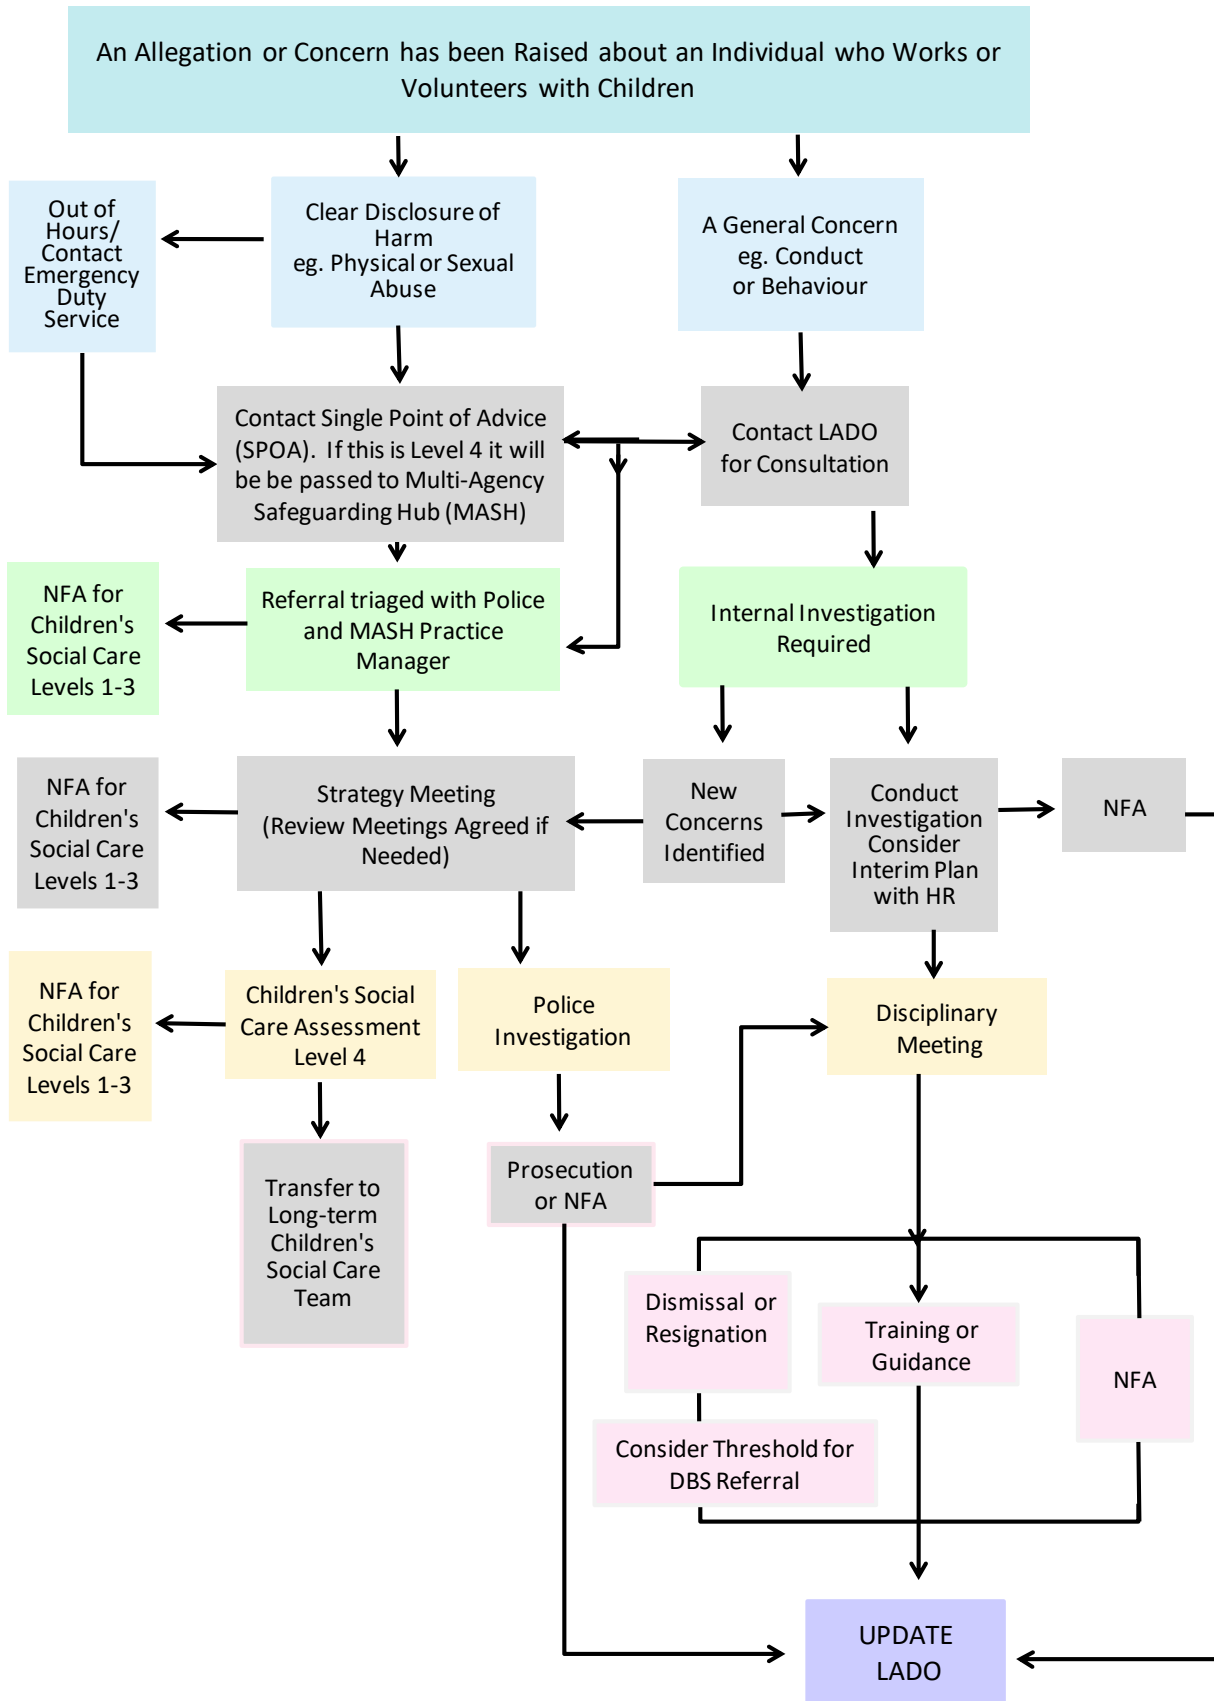 An Allegation or Concern has been Raised about an Individual who Works or
Volunteers with Children
Out of
Hours/
Contact
Emergency
Duty
Service
Clear Disclosure of
Harm
eg. Physical or Sexual
Abuse
A General Concern
eg. Conduct
or Behaviour
Contact Single Point of Advice
(SPOA). If this is Level 4 it will
be be passed to Multi-Agency
Safeguarding Hub (MASH)
Contact LADO
for Consultation
NFA for
Children's
Social Care
Levels 1-3
Referral triaged with Police
and MASH Practice
Manager
Internal Investigation
Required
NFA for
Children's
Social Care
Levels 1-3
Strategy Meeting
(Review Meetings Agreed if
Needed)
New
Concerns
Identified
Conduct
Investigation
Consider
Interim Plan
with HR
NFA
NFA for
Children's
Social Care
Levels 1-3
Children's Social
Care Assessment
Level 4
Police
Investigation
Disciplinary
Meeting
Transfer to
Long-term
Children's
Social Care
Team
Prosecution
or NFA
Dismissal or
Resignation
Training or
Guidance
NFA
Consider Threshold for
DBS Referral
UPDATE
LADO